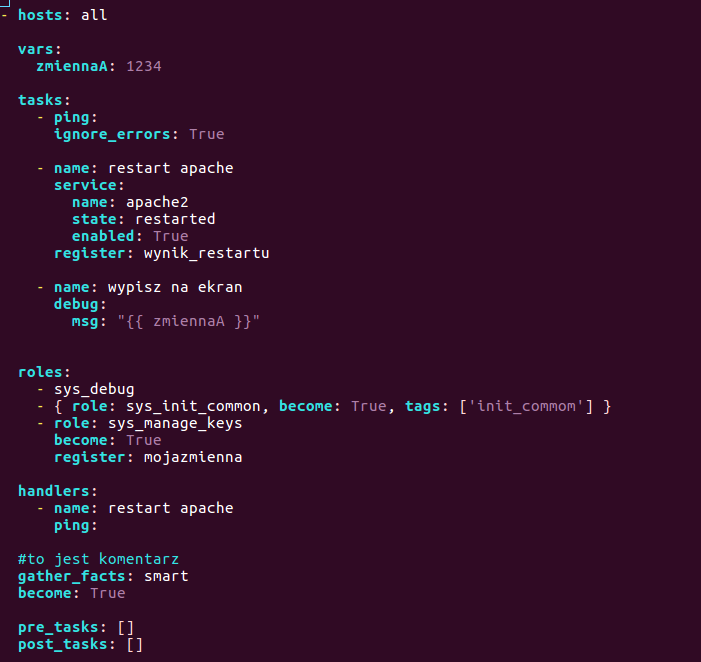 - hosts: all
vars:
zmiennaA: 1234
tasks:
- ping:
ignore_errors: True
- name: restart apache
service:
name: apache2
state: restarted
enabled: True
register: wynik_restartu
- name: wypisz na ekran
debug:
msg: "{{ zmiennaA }}"
roles:
- sys_debug
- { role: sys_init_common, become: True, tags: ['init_commom'] }
- role: sys_manage_keys
become: True
register: mojazmienna
handlers:
- name: restart apache
ping:
#to jest komentarz
gather_facts: smart
become: True
pre_tasks: []
post_tasks: []